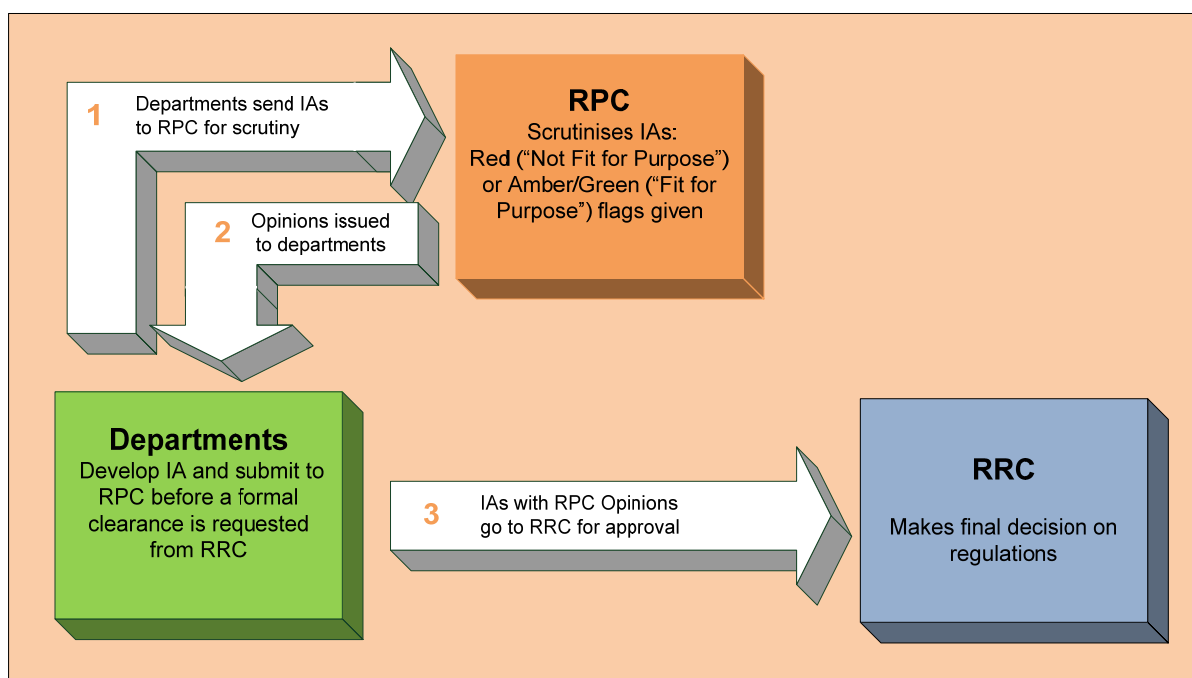 1
Departments send IAs
to RPC for scrutiny
RPC
Scrutinises IAs:
Red (“Not Fit for Purpose”)
or Amber/Green (“Fit for
Purpose”) flags given
2
Opinions issued
to departments
Departments
Develop IA and submit to
RPC before a formal
clearance is requested
from RRC
3
IAs with RPC Opinions
go to RRC for approval
RRC
Makes final decision on
regulations